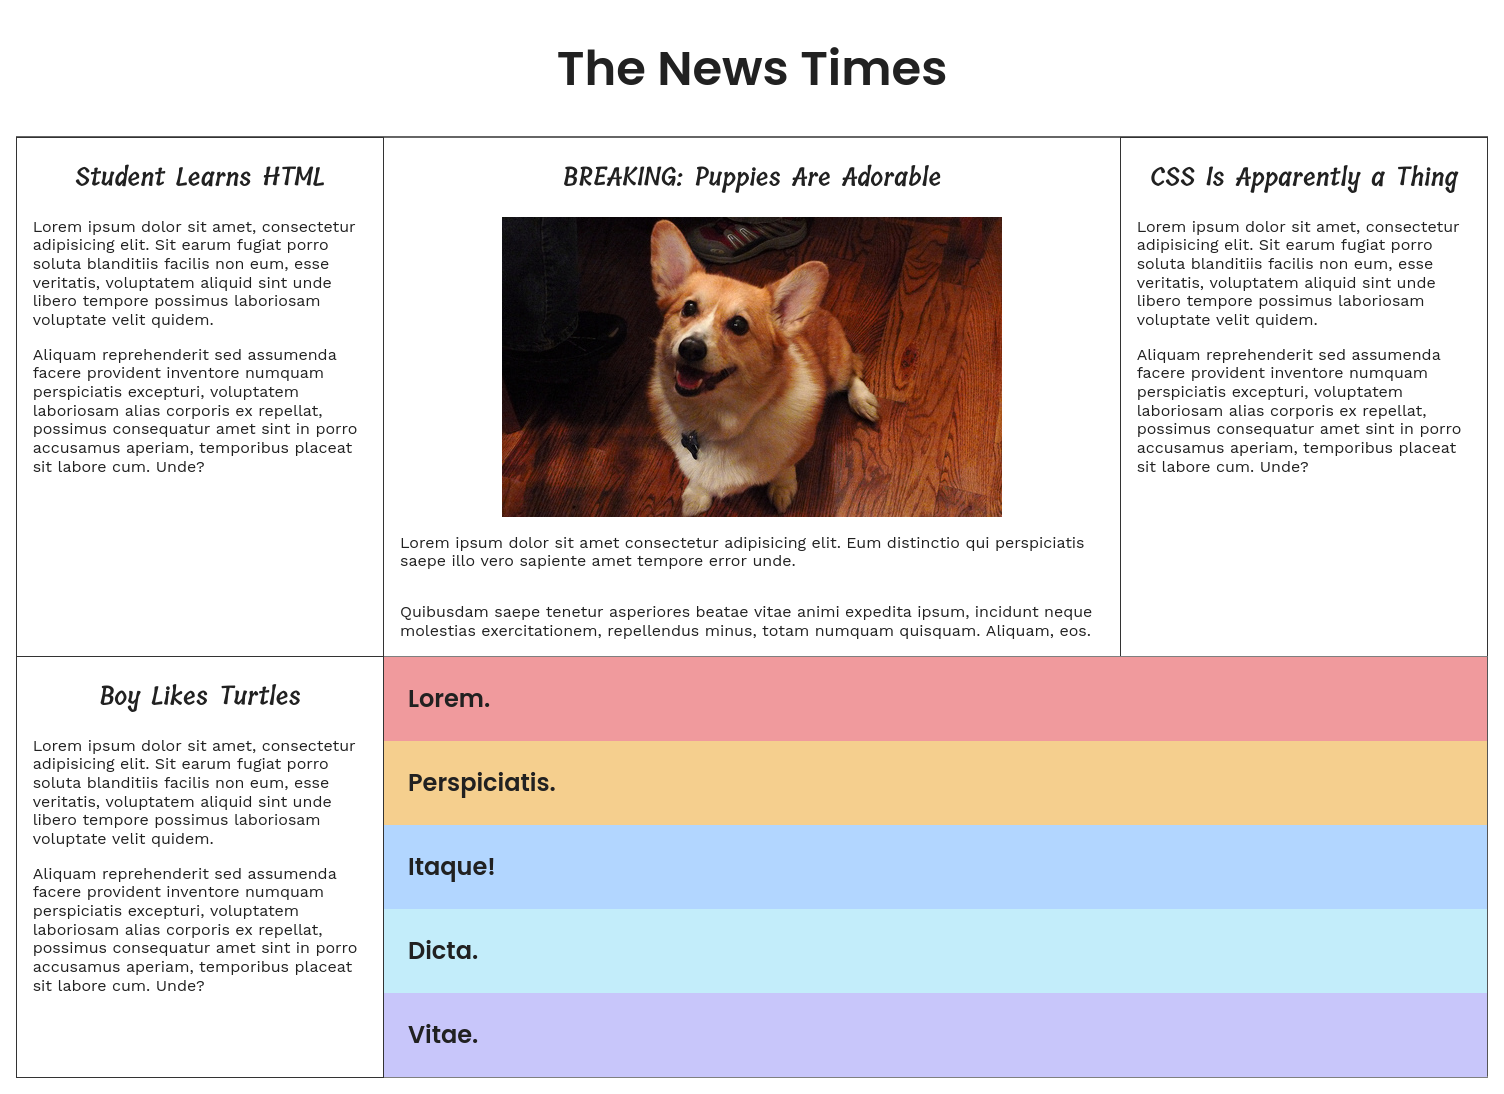 The News Times
Student Learns HTML
Lorem ipsum dolor sit amet, consectetur
adipisicing elit. Sit earum fugiat porro
soluta blanditiis facilis non eum, esse
veritatis, voluptatem aliquid sint unde
libero tempore possimus laboriosam
voluptate velit quidem.
Aliquam reprehenderit sed assumenda
facere provident inventore numquam
perspiciatis excepturi, voluptatem
laboriosam alias corporis ex repellat,
possimus consequatur amet sint in porro
accusamus aperiam, temporibus placeat
sit labore cum. Unde?
BREAKING: Puppies Are Adorable
Lorem ipsum dolor sit amet consectetur adipisicing elit. Eum distinctio qui perspiciatis
saepe illo vero sapiente amet tempore error unde.
Quibusdam saepe tenetur asperiores beatae vitae animi expedita ipsum, incidunt neque
molestias exercitationem, repellendus minus, totam numquam quisquam. Aliquam, eos.
CSS Is Apparently a Thing
Lorem ipsum dolor sit amet, consectetur
adipisicing elit. Sit earum fugiat porro
soluta blanditiis facilis non eum, esse
veritatis, voluptatem aliquid sint unde
libero tempore possimus laboriosam
voluptate velit quidem.
Aliquam reprehenderit sed assumenda
facere provident inventore numquam
perspiciatis excepturi, voluptatem
laboriosam alias corporis ex repellat,
possimus consequatur amet sint in porro
accusamus aperiam, temporibus placeat
sit labore cum. Unde?
Boy Likes Turtles
Lorem ipsum dolor sit amet, consectetur
adipisicing elit. Sit earum fugiat porro
soluta blanditiis facilis non eum, esse
veritatis, voluptatem aliquid sint unde
libero tempore possimus laboriosam
voluptate velit quidem.
Aliquam reprehenderit sed assumenda
facere provident inventore numquam
perspiciatis excepturi, voluptatem
laboriosam alias corporis ex repellat,
possimus consequatur amet sint in porro
accusamus aperiam, temporibus placeat
sit labore cum. Unde?
Lorem.
Perspiciatis.
Itaque!
Dicta.
Vitae.